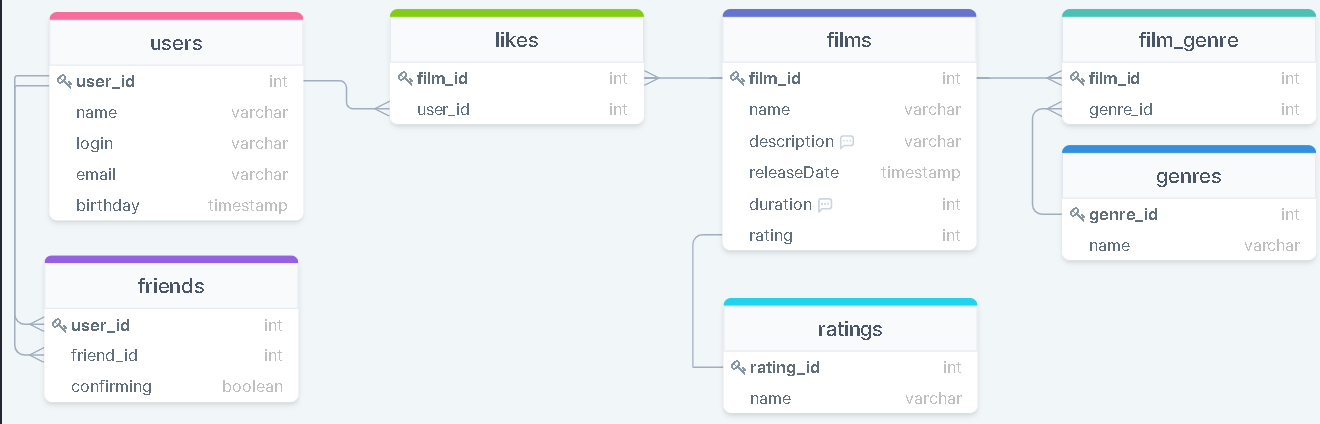 users
user_id int
name varchar
login varchar
email varchar
birthday timestamp
friends
user_id int
friend_id int
confirming boolean
likes
film_id int
user_id int
films
film_id int
name varchar
description varchar
releaseDate timestamp
duration int
rating int
ratings
rating_id int
name varchar
film_genre
film_id int
genre_id int
genres
genre_id int
name varchar